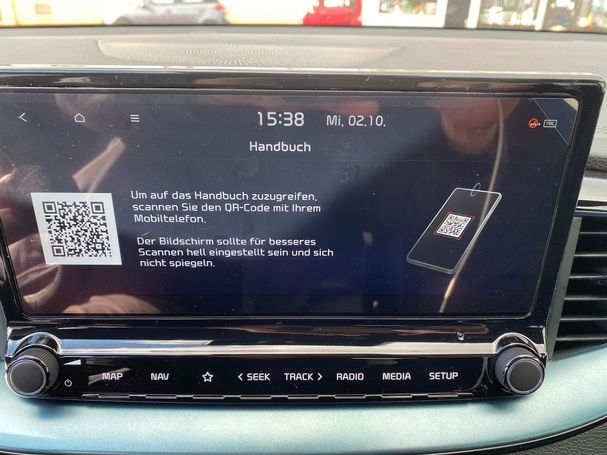 15:38 Mi, 02.10.
Handbuch
Um auf das Handbuch zuzugreifen,
scannen Sie den QR-Code mit Ihrem
Mobiltelefon.
Der Bildschirm sollte für besseres
Scannen hell eingestellt sein und sich
nicht spiegeln.
MAP NAV < SEEK TRACK > RADIO MEDIA SETUP